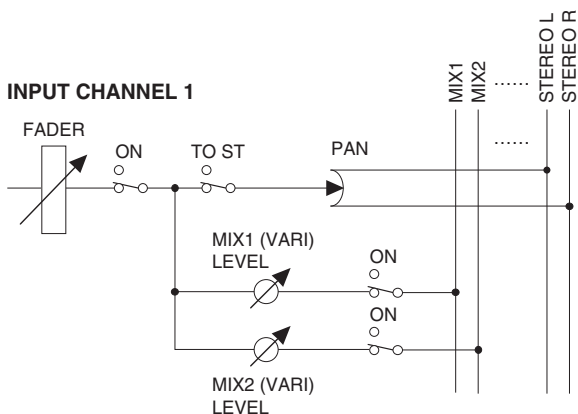 INPUT CHANNEL 1
FADER
ON
TO ST
PAN
MIX1
MIX2
......
STEREO L
STEREO R
......
MIX1 (VARI)
LEVEL
ON
ON
MIX2 (VARI)
LEVEL